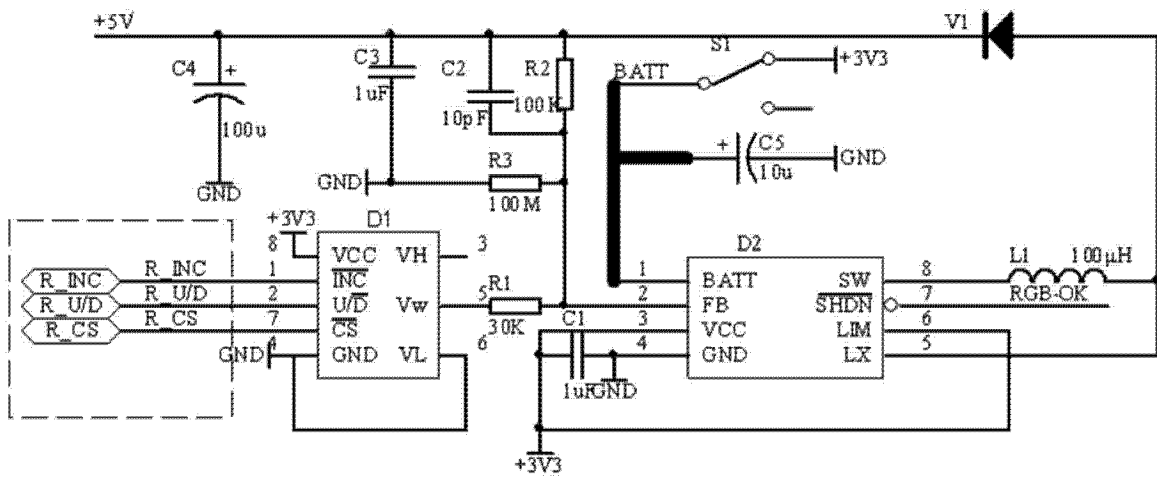 +5V
V1
S1
C3
C4 +
C2
R2
BATT
+3V3
1uF
10pF
100K
100u
+ C5
GND
10u
R3
GND
GND
100M
+3V3
D1
D2
8
VCC VH
3
L1 100μH
R_INC
R_INC
1
INC
1
BATT SW
8
R_U/D
R_U/D
2
U/D Vw
5
R1
2
FB SHDN
7
RGB-OK
R_CS
R_CS
7
CS
30K
C1
3
VCC LIM
6
GND
4
GND VL
6
4
GND LX
5
1uF
GND
+3V3